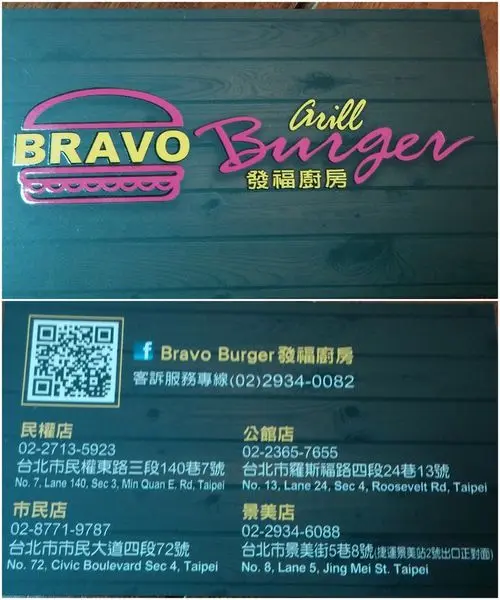 BRAVO
Grill
Burger
發福廚房
f Bravo Burger 發福廚房
客訴服務專線(02)2934-0082
民權店
02-2713-5923
台北市民權東路三段140巷7號
No. 7, Lane 140, Sec 3, Min Quan E. Rd, Taipei
公館店
02-2365-7655
台北市羅斯福路四段24巷13號
No. 13, Lane 24, Sec 4, Roosevelt Rd, Taipei
市民店
02-8771-9787
台北市市民大道四段72號
No. 72, Civic Boulevard Sec 4, Taipei
景美店
02-2934-6088
台北市景美街5巷8號(捷運景美站2號出口正對面)
No. 8, Lane 5, Jing Mei St. Taipei